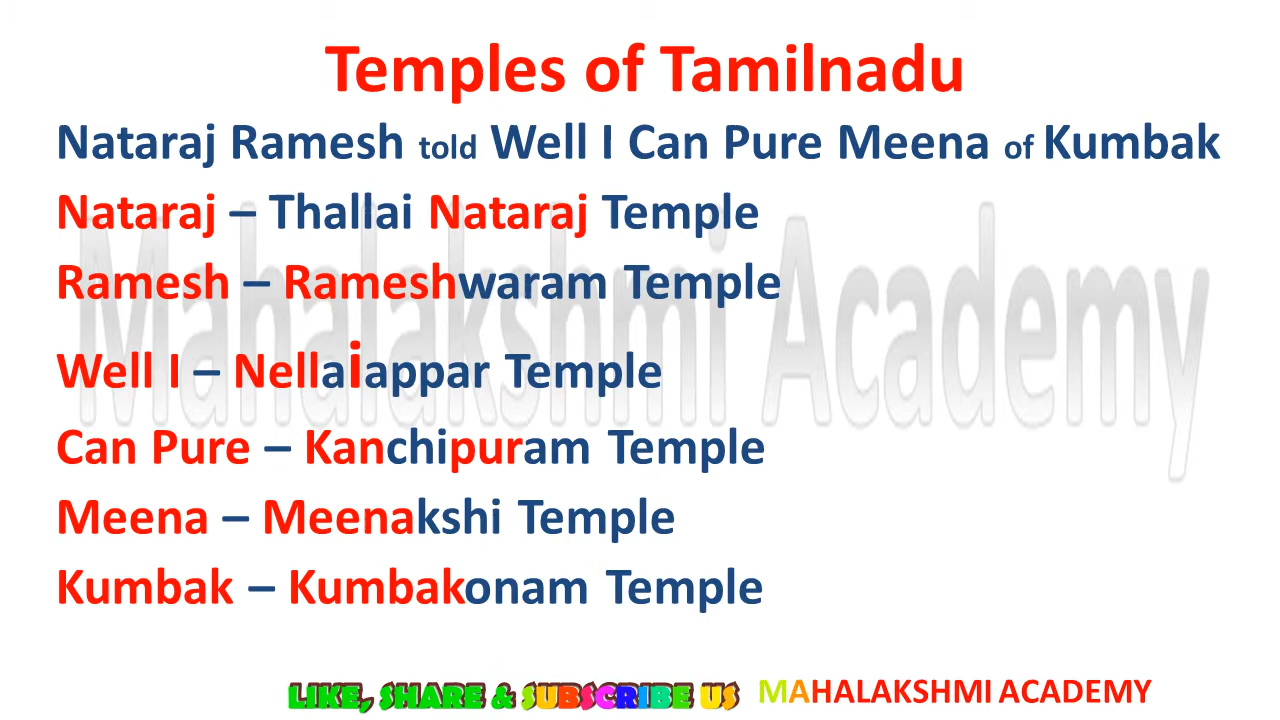 Temples of Tamilnadu
Nataraj Ramesh told Well I Can Pure Meena of Kumbak
Nataraj – Thallai Nataraj Temple
Ramesh – Rameshwaram Temple
Well I – Nellaiappar Temple
Can Pure – Kanchipuram Temple
Meena – Meenakshi Temple
Kumbak – Kumbakonam Temple
Mahalakshmi Academy
LIKE, SHARE & SUBSCRIBE US MAHALAKSHMI ACADEMY